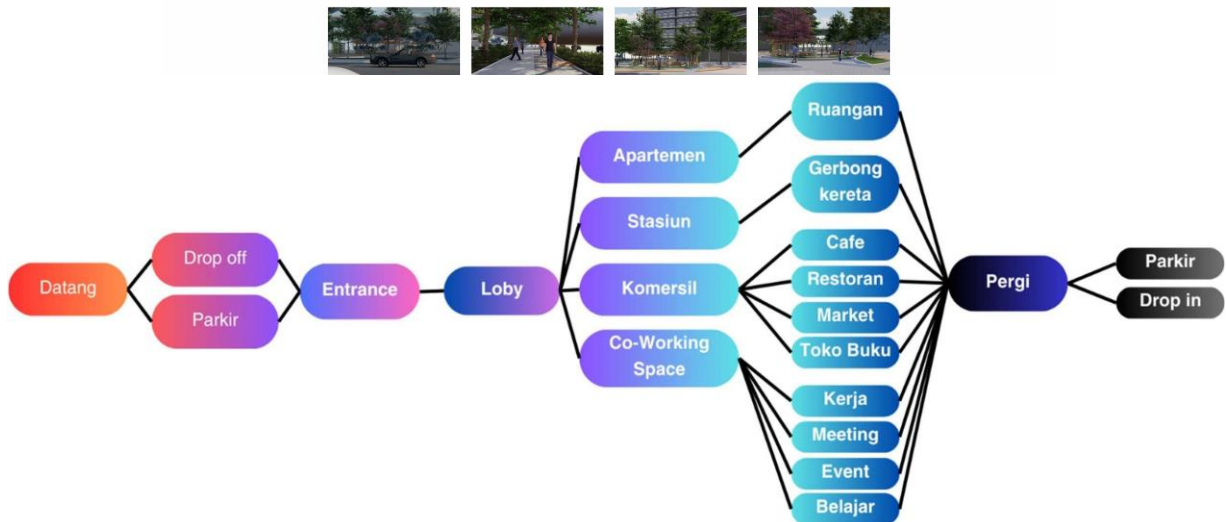 Datang
Drop off
Parkir
Entrance
Loby
Apartemen
Stasiun
Komersil
Co-Working
Space
Ruangan
Gerbong
kereta
Cafe
Restoran
Market
Toko Buku
Kerja
Meeting
Event
Belajar
Pergi
Parkir
Drop in